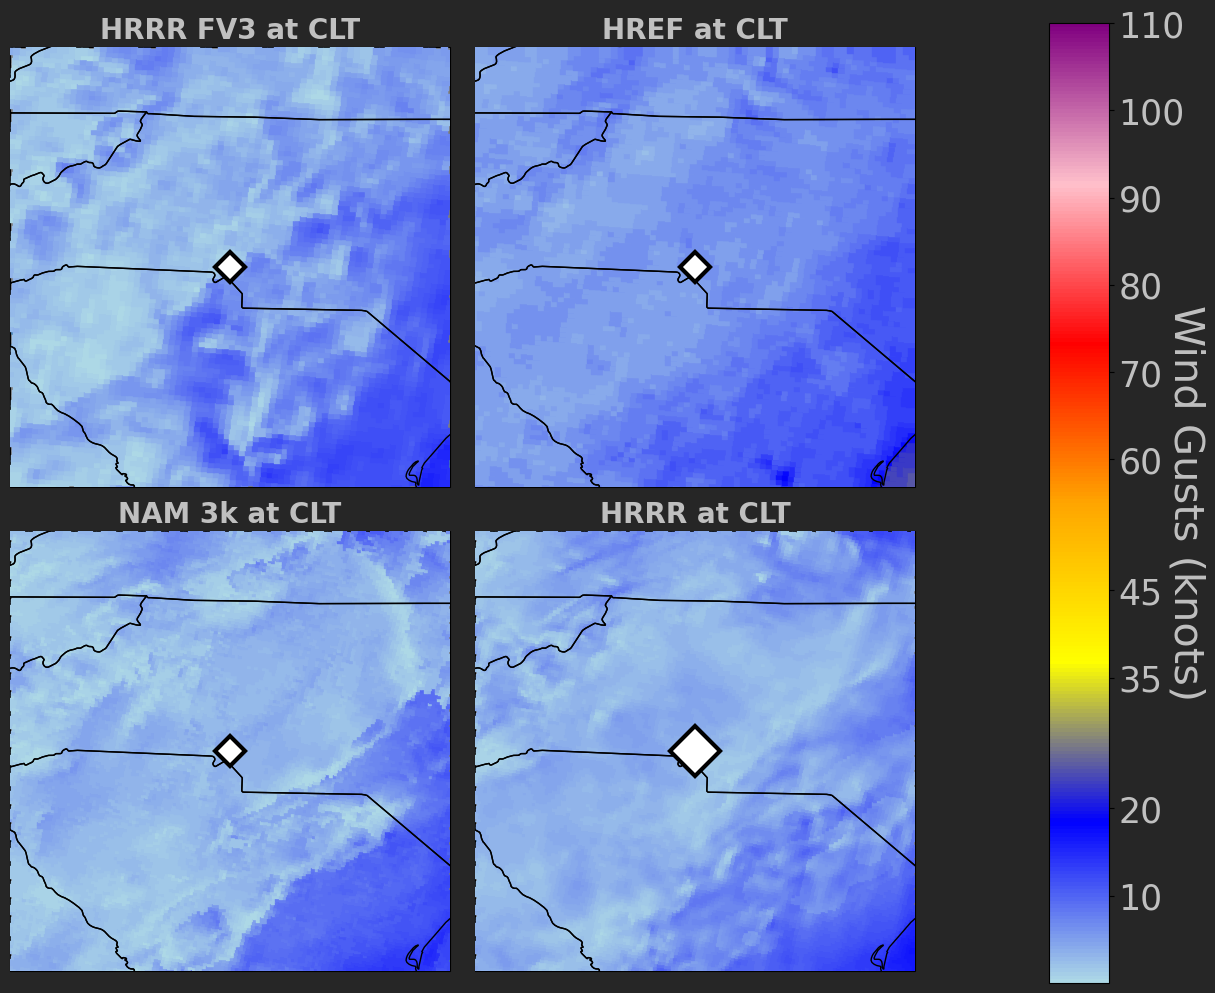 HRRR FV3 at CLT
HREF at CLT
NAM 3k at CLT
HRRR at CLT
110
100
90
80
70
60
45
35
20
10
Wind Gusts (knots)